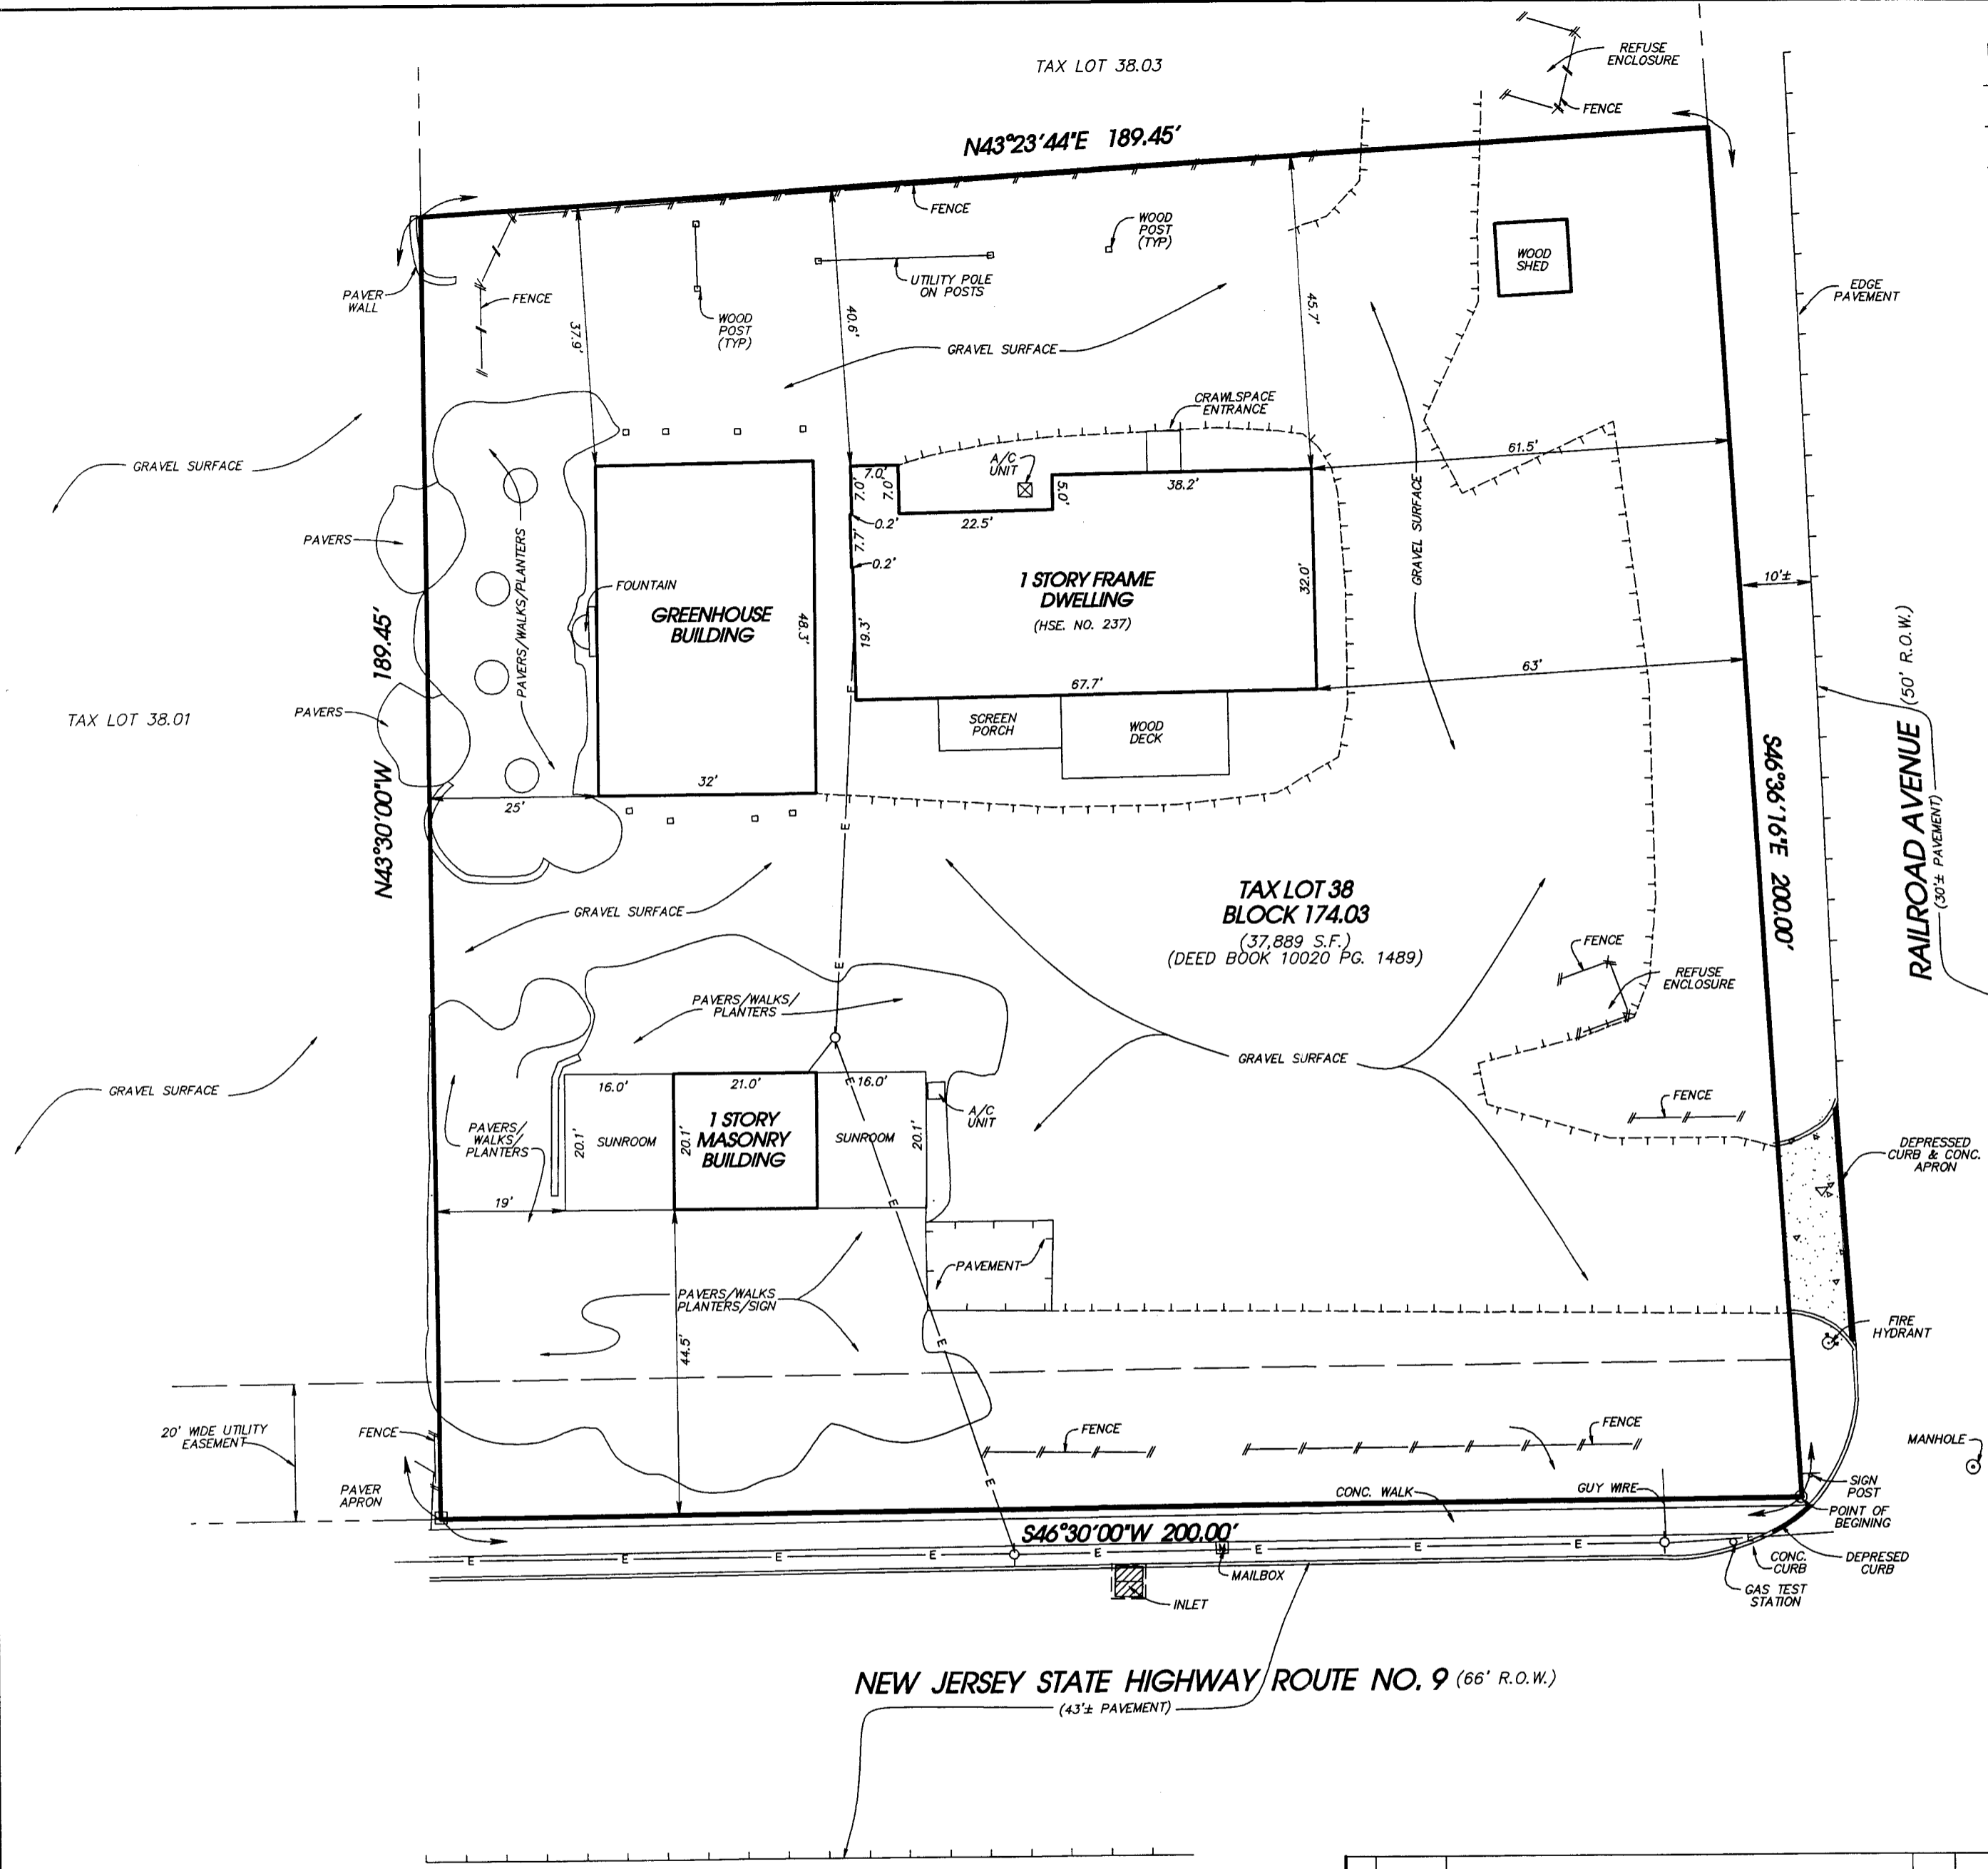 TAX LOT 38.03
REFUSE
ENCLOSURE
FENCE
N43°23'44"E 189.45'
FENCE
WOOD
POST
(TYP)
WOOD
SHED
UTILITY POLE
ON POSTS
PAVER
WALL
FENCE
WOOD
POST
(TYP)
EDGE
PAVEMENT
37.9'
40.6'
45.7'
GRAVEL SURFACE
CRAWLSPACE
ENTRANCE
GRAVEL SURFACE
A/C
UNIT
61.5'
7.0'
7.0'
7.0'
5.0'
38.2'
0.2'
22.5'
7.7'
0.2'
PAVERS
PAVERS/WALKS/PLANTERS
FOUNTAIN
GREENHOUSE
BUILDING
48.3'
1 STORY FRAME
DWELLING
(HSE. NO. 237)
32.0'
19.3'
GRAVEL SURFACE
10'±
63'
67.7'
E
SCREEN
PORCH
WOOD
DECK
TAX LOT 38.01
PAVERS
N43°30'00"W 189.45'
32'
25'
E
S46°36'16"E 200.00'
RAILROAD AVENUE (50' R.O.W.)
(30'± PAVEMENT)
TAX LOT 38
BLOCK 174.03
(37,889 S.F.)
(DEED BOOK 10020 PG. 1489)
GRAVEL SURFACE
E
FENCE
REFUSE
ENCLOSURE
PAVERS/WALKS/
PLANTERS
GRAVEL SURFACE
GRAVEL SURFACE
16.0'
21.0'
E
16.0'
A/C
UNIT
FENCE
PAVERS/
WALKS/
PLANTERS
20.1'
SUNROOM
20.1'
1 STORY
MASONRY
BUILDING
SUNROOM
20.1'
DEPRESSED
CURB & CONC.
APRON
19'
E
PAVEMENT
PAVERS/WALKS
PLANTERS/SIGN
44.5'
E
FIRE
HYDRANT
20' WIDE UTILITY
EASEMENT
FENCE
FENCE
FENCE
MANHOLE
E
PAVER
APRON
CONC. WALK
GUY WIRE
SIGN
POST
POINT OF
BEGINING
S46°30'00"W 200.00'
E E E E E E E E E
M
MAILBOX
INLET
CONC.
CURB
DEPRESED
CURB
GAS TEST
STATION
NEW JERSEY STATE HIGHWAY ROUTE NO. 9 (66' R.O.W.)
(43'± PAVEMENT)